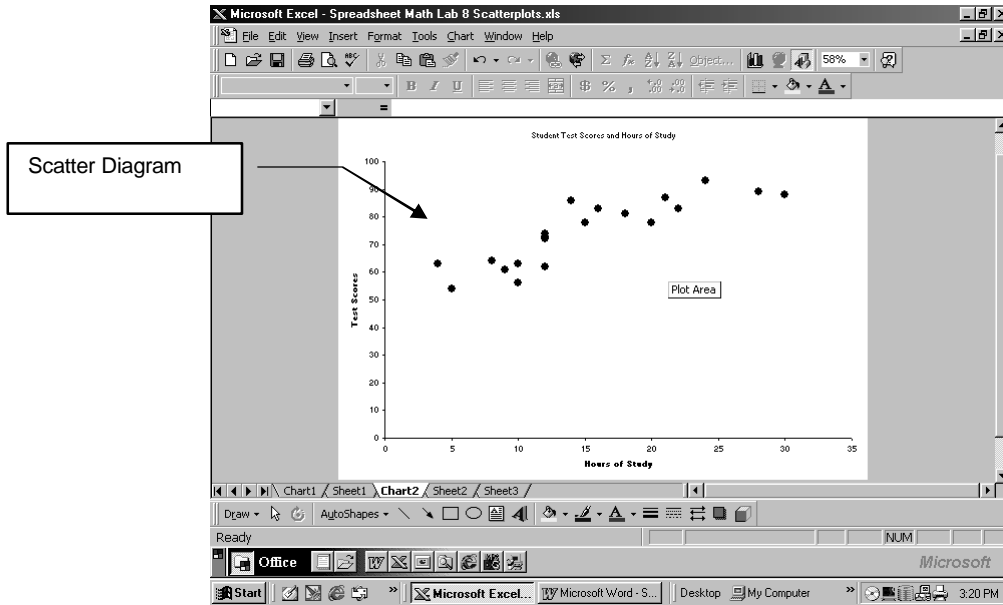 Microsoft Excel - Spreadsheet Math Lab 8 Scatterplots.xls
File Edit View Insert Format Tools Chart Window Help
Object... 58%
B I U $ % ,
=
Student Test Scores and Hours of Study
Scatter Diagram
100
90
80
70
60
50
40
30
20
10
0
Test Scores
Plot Area
0 5 10 15 20 25 30 35
Hours of Study
Chart1 Sheet1 Chart2 Sheet2 Sheet3
Draw AutoShapes
Ready NUM
Office Microsoft
Start Microsoft Excel... Microsoft Word - S... Desktop My Computer 3:20 PM